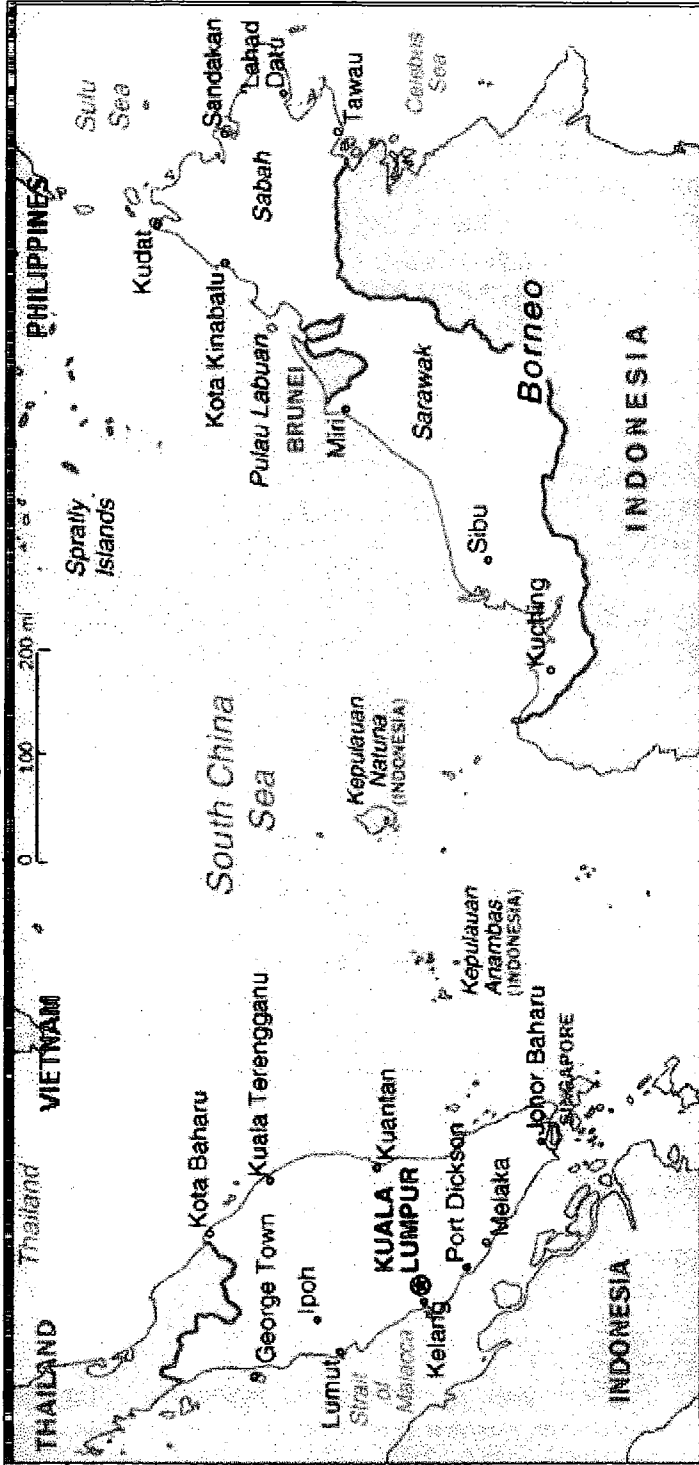 THAILAND
Thailand
VIETNAM
0 100 200 mi
Spratly
Islands
PHILIPPINES
Sulu
Sea
Kota Baharu
George Town
Kuala Terengganu
Ipoh
Lumut
Strait
of
Malacca
KUALA
LUMPUR
Kuantan
Kelang
Port Dickson
Melaka
Johor Baharu
SINGAPORE
INDONESIA
South China
Sea
Kepulauan
Natuna
(INDONESIA)
Kepulauan
Anambas
(INDONESIA)
Kudat
Kota Kinabalu
Sandakan
Lahad
Datu
Sabah
Pulau Labuan
BRUNEI
Miri
Tawau
Celebes
Sea
Sarawak
Sibu
Kuching
Borneo
INDONESIA